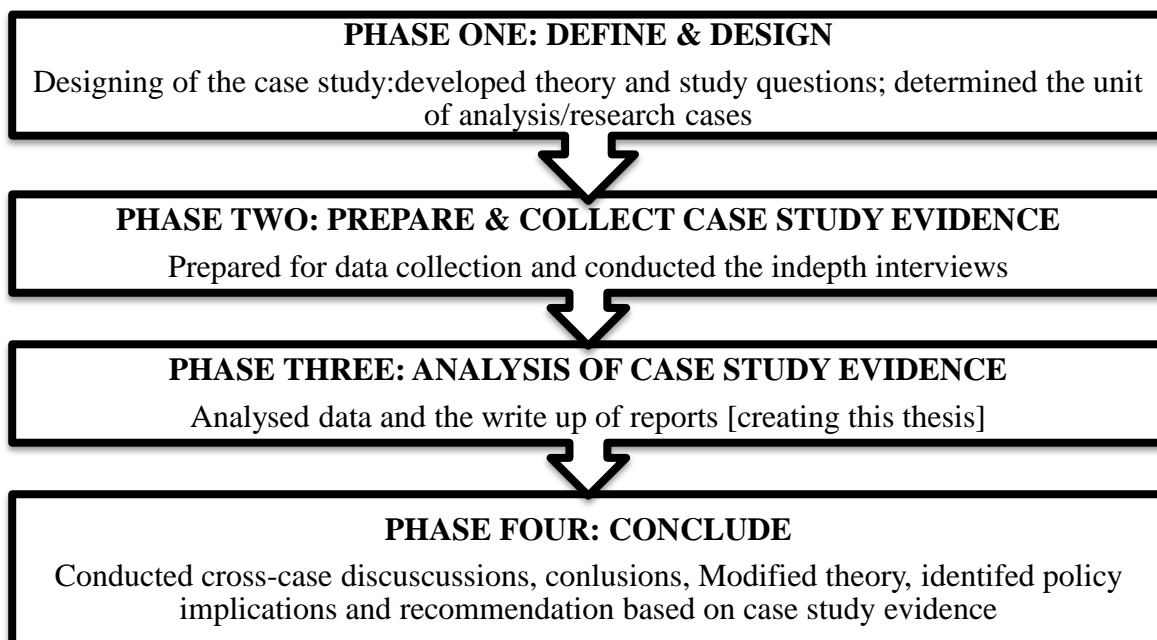 PHASE ONE: DEFINE & DESIGN
Designing of the case study:developed theory and study questions; determined the unit
of analysis/research cases
PHASE TWO: PREPARE & COLLECT CASE STUDY EVIDENCE
Prepared for data collection and conducted the indepth interviews
PHASE THREE: ANALYSIS OF CASE STUDY EVIDENCE
Analysed data and the write up of reports [creating this thesis]
PHASE FOUR: CONCLUDE
Conducted cross-case discuscussions, conlusions, Modified theory, identifed policy
implications and recommendation based on case study evidence